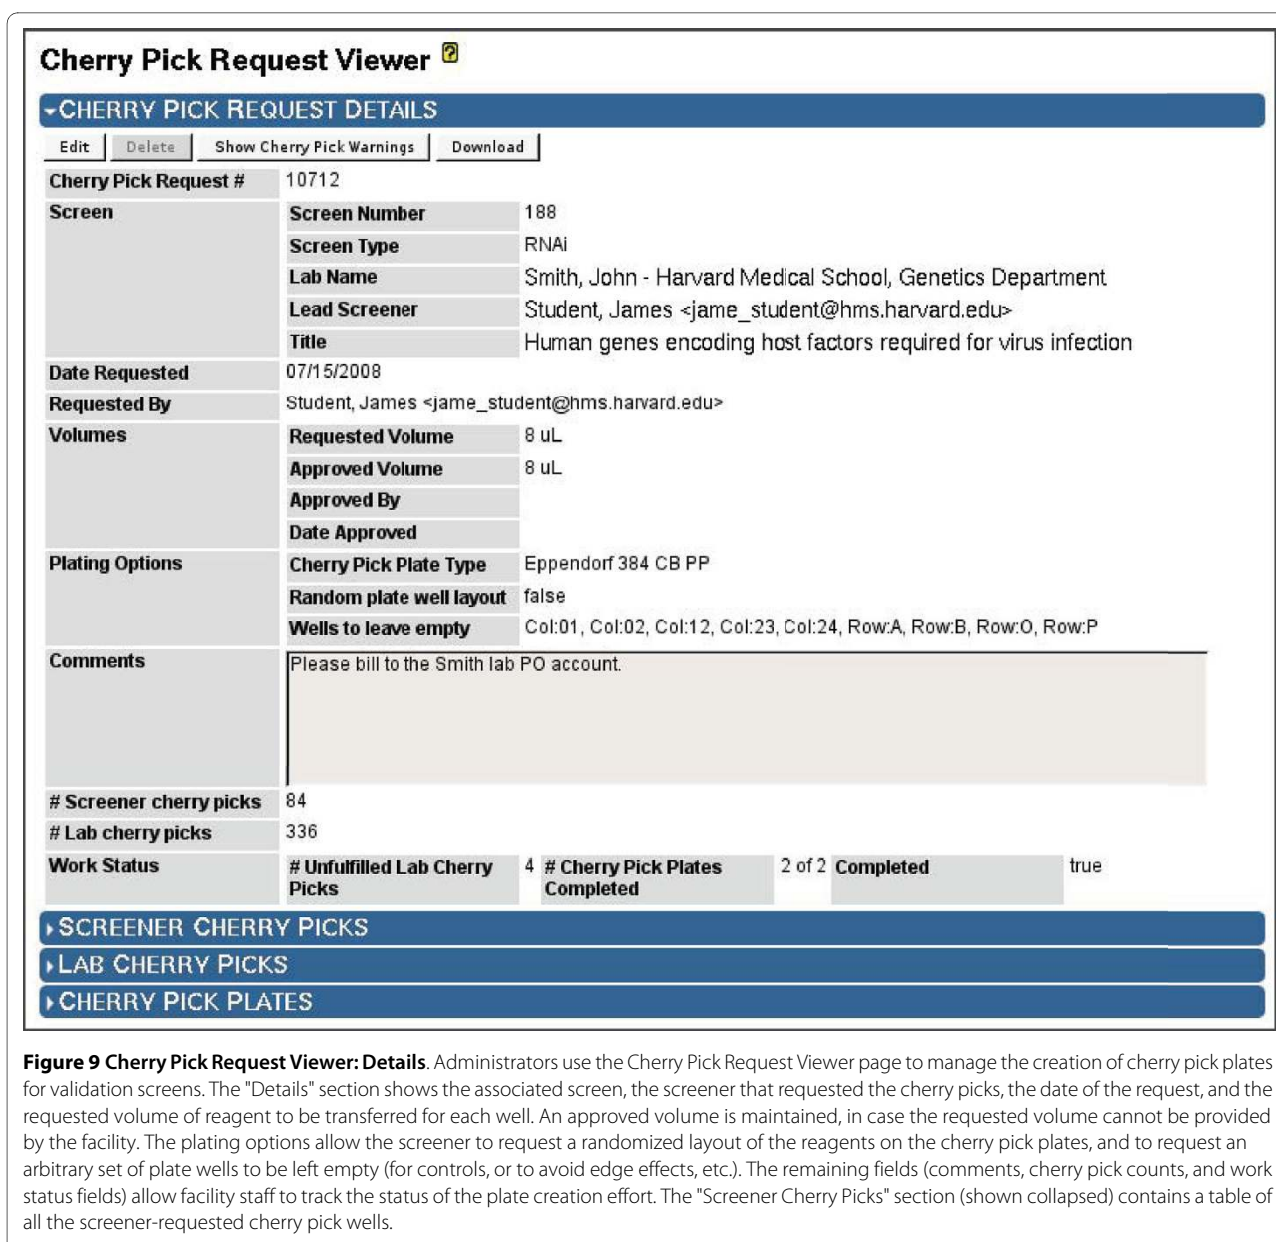 Cherry Pick Request Viewer ?
CHERRY PICK REQUEST DETAILS
Edit Delete Show Cherry Pick Warnings Download
Cherry Pick Request # 10712
Screen Screen Number 188
Screen Type RNAi
Lab Name Smith, John - Harvard Medical School, Genetics Department
Lead Screener Student, James <jame_student@hms.harvard.edu>
Title Human genes encoding host factors required for virus infection
Date Requested 07/15/2008
Requested By Student, James <jame_student@hms.harvard.edu>
Volumes Requested Volume 8 uL
Approved Volume 8 uL
Approved By
Date Approved
Plating Options Cherry Pick Plate Type Eppendorf 384 CB PP
Random plate well layout false
Wells to leave empty Col:01, Col:02, Col:12, Col:23, Col:24, Row:A, Row:B, Row:O, Row:P
Comments Please bill to the Smith lab PO account.
# Screener cherry picks 84
# Lab cherry picks 336
Work Status # Unfulfilled Lab Cherry Picks 4 # Cherry Pick Plates Completed 2 of 2 Completed true
SCREENER CHERRY PICKS
LAB CHERRY PICKS
CHERRY PICK PLATES
Figure 9 Cherry Pick Request Viewer: Details. Administrators use the Cherry Pick Request Viewer page to manage the creation of cherry pick plates
for validation screens. The "Details" section shows the associated screen, the screener that requested the cherry picks, the date of the request, and the
requested volume of reagent to be transferred for each well. An approved volume is maintained, in case the requested volume cannot be provided
by the facility. The plating options allow the screener to request a randomized layout of the reagents on the cherry pick plates, and to request an
arbitrary set of plate wells to be left empty (for controls, or to avoid edge effects, etc.). The remaining fields (comments, cherry pick counts, and work
status fields) allow facility staff to track the status of the plate creation effort. The "Screener Cherry Picks" section (shown collapsed) contains a table of
all the screener-requested cherry pick wells.